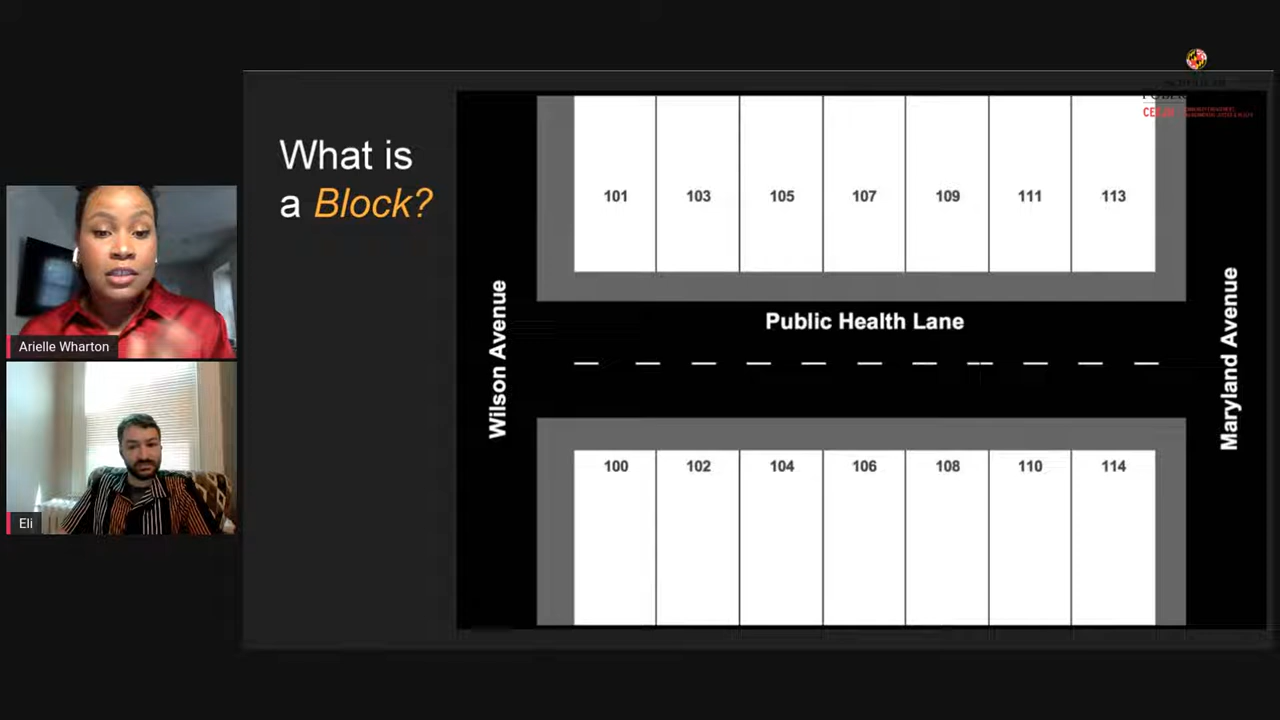 What is
a Block?
101 103 105 107 109 111 113
Public Health Lane
Wilson Avenue
Maryland Avenue
100 102 104 106 108 110 114
Arielle Wharton
Eli